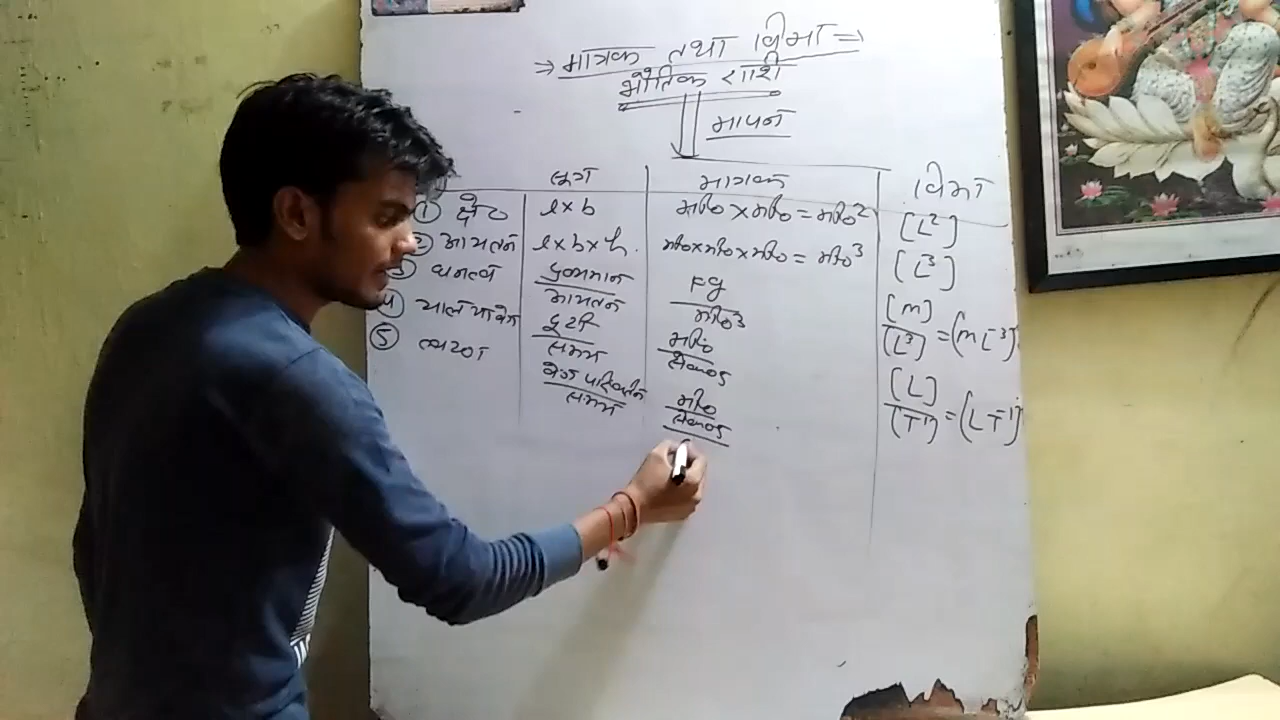 ⇒ मात्रक तथा विमा ⇒
भौतिक राशी
मापन
सूत्र मात्रक विमा
① क्षे० l×b मी०×मी० = मी०² [L²]
② आयतन l×b×h. मी०×मी०×मी० = मी०³ [L³]
③ घनत्व द्रव्यमान/आयतन Kg/मी०³ [M]/[L³] = [ML⁻³]
④ चाल या वेग दूरी/समय मी०/सेकण्ड [L]/[T¹] = [LT⁻¹]
⑤ त्वरण वेग परिवर्तन/समय मी०/सेकण्ड